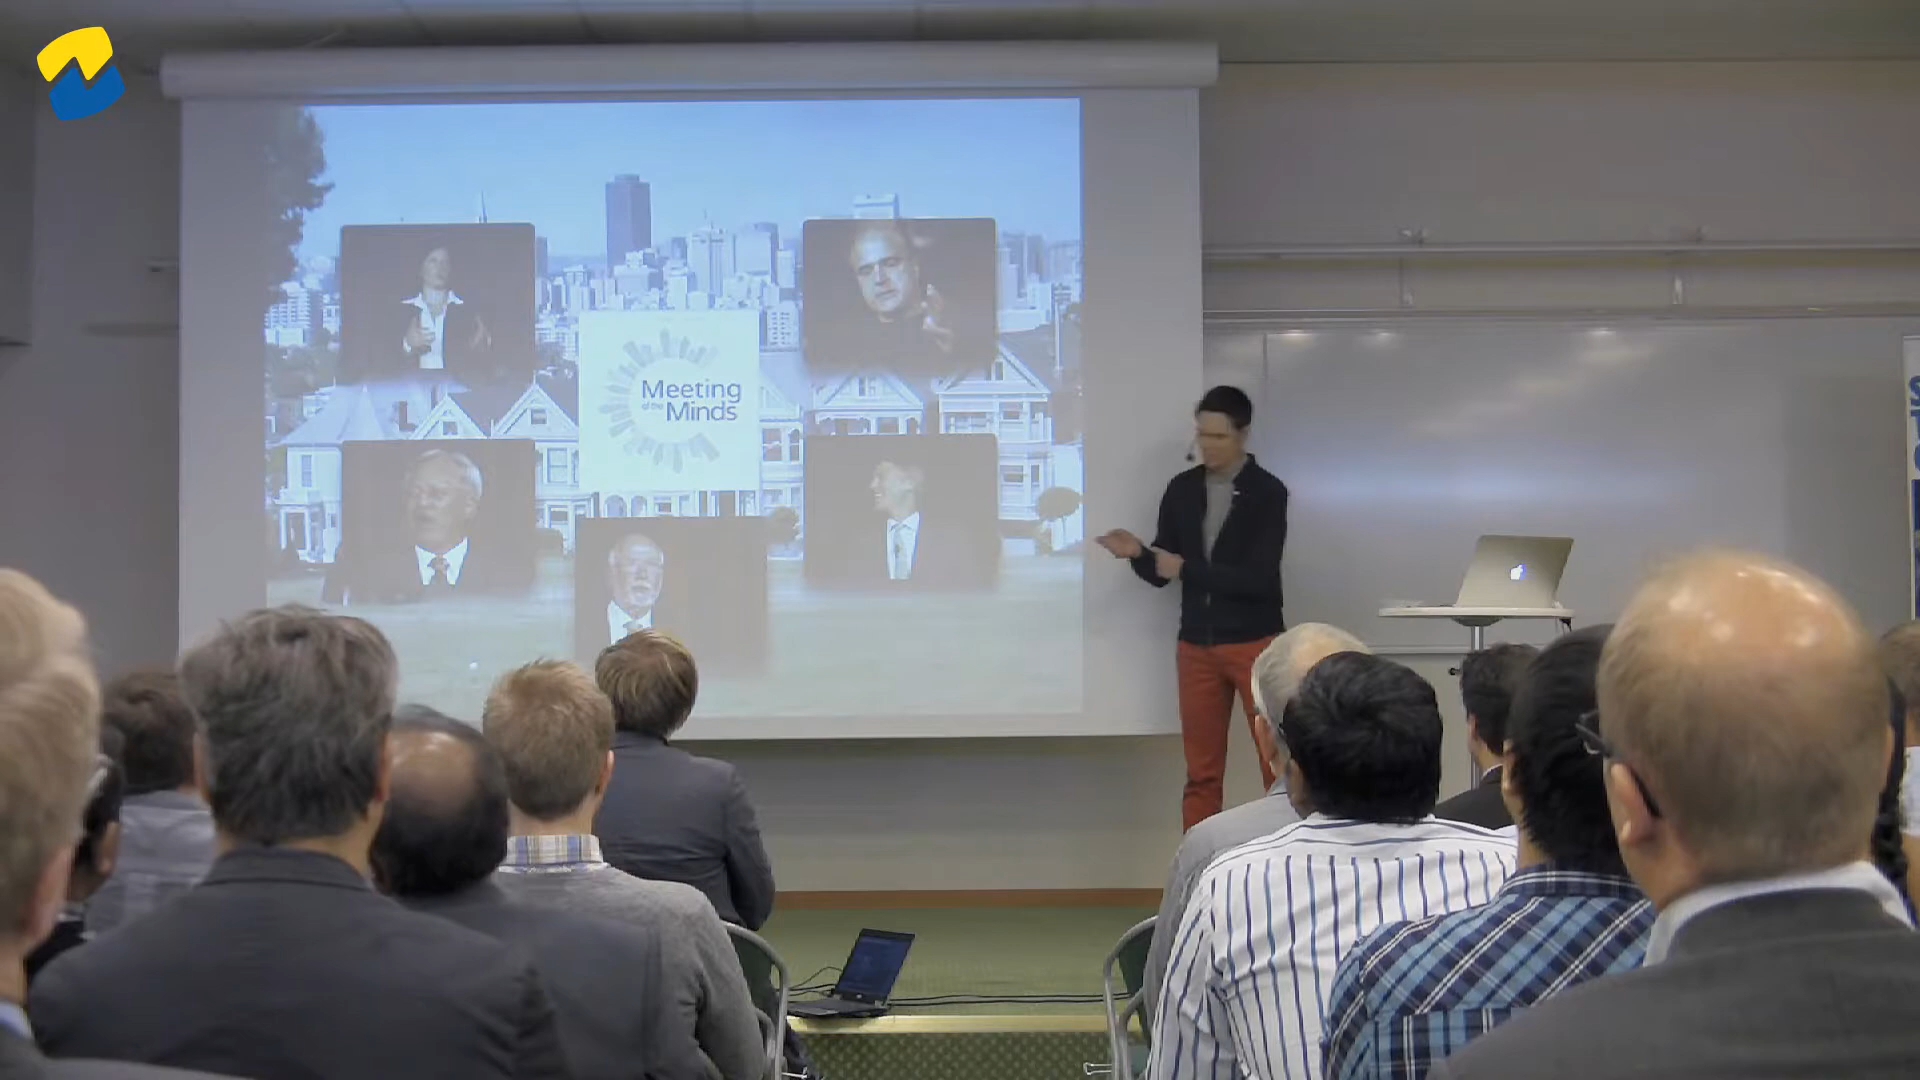 Meeting
of the Minds
S
T